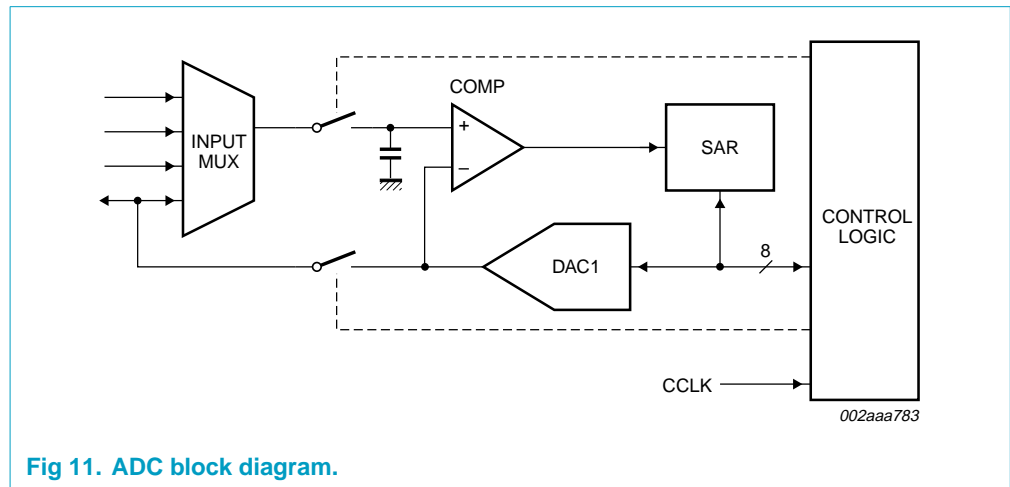 COMP
+
INPUT
MUX
SAR
−
CONTROL
LOGIC
8
DAC1
CCLK
002aaa783
Fig 11. ADC block diagram.